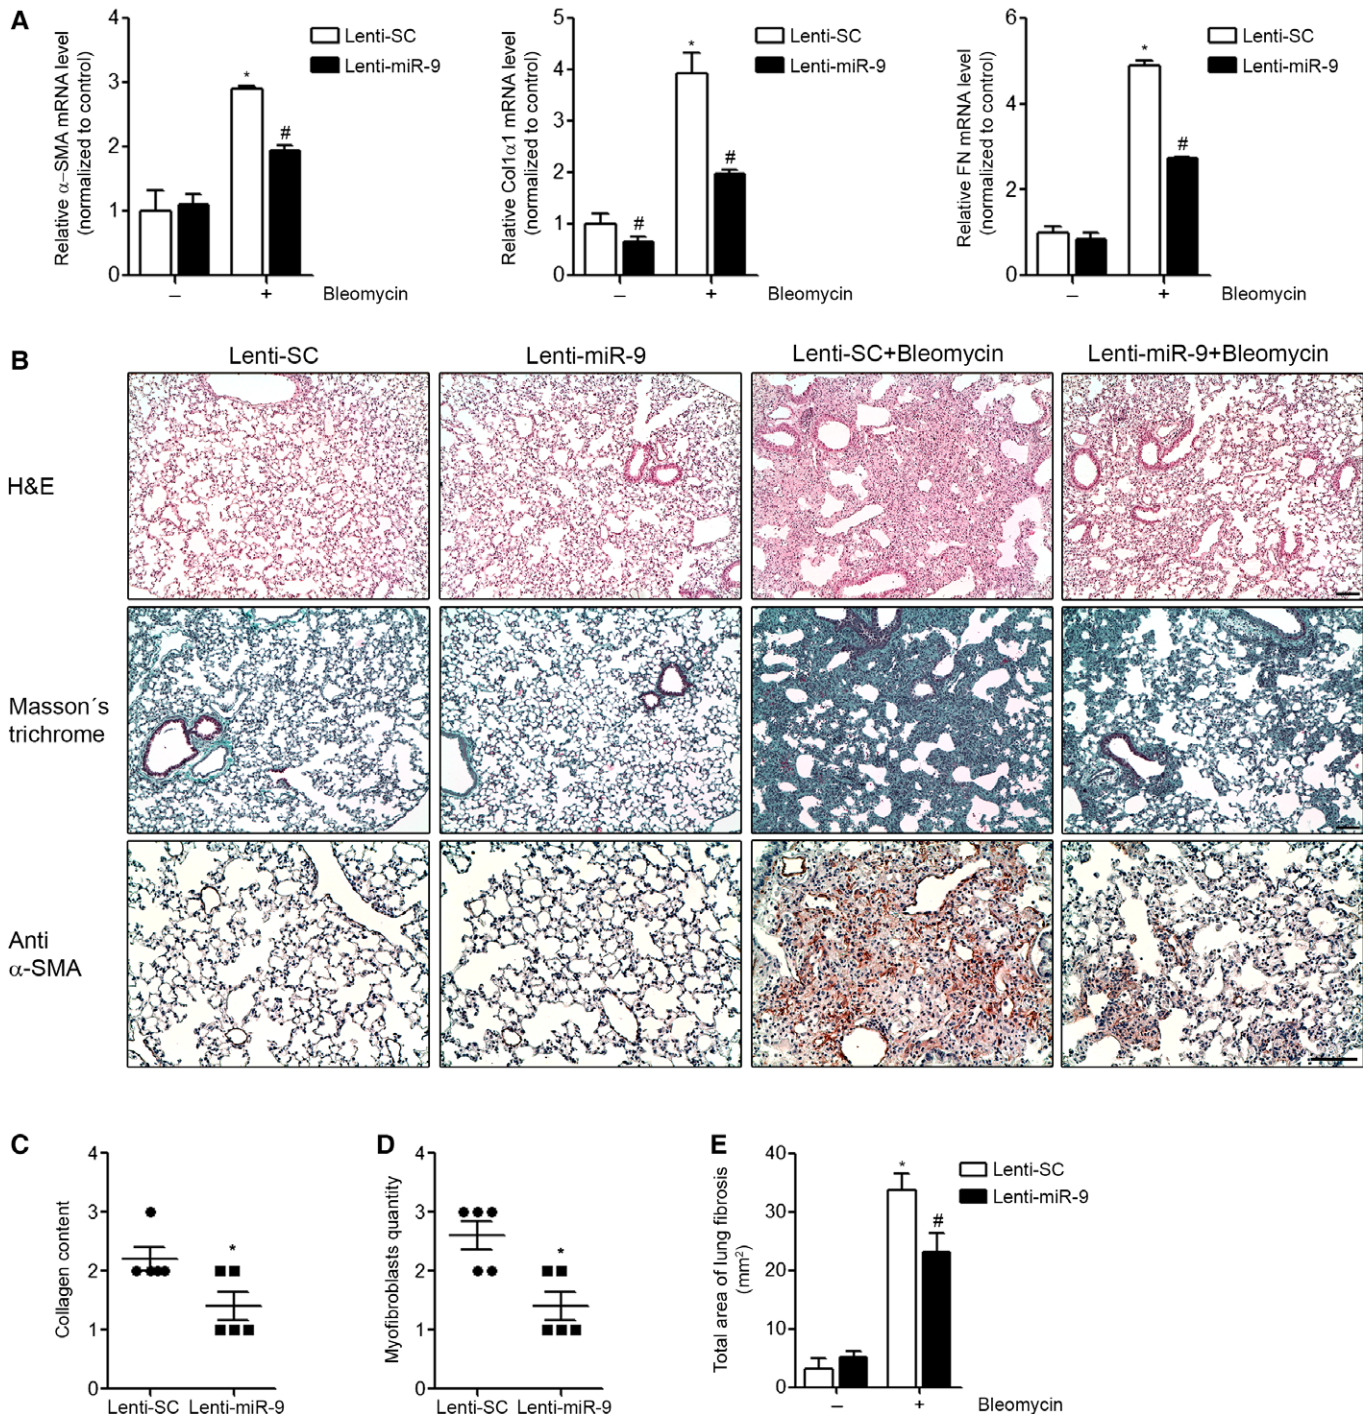 A
Relative α–SMA mRNA level
(normalized to control)
4
3
2
1
0
*
#
Lenti-SC
Lenti-miR-9
–
+
Bleomycin
Relative Col1α1 mRNA level
(normalized to control)
5
4
3
2
1
0
#
*
#
Lenti-SC
Lenti-miR-9
–
+
Bleomycin
Relative FN mRNA level
(normalized to control)
6
4
2
0
*
#
Lenti-SC
Lenti-miR-9
–
+
Bleomycin
B
Lenti-SC
Lenti-miR-9
Lenti-SC+Bleomycin
Lenti-miR-9+Bleomycin
H&E
Masson´s
trichrome
Anti
α-SMA
C
Collagen content
4
3
2
1
0
*
Lenti-SC
Lenti-miR-9
D
Myofibroblasts quantity
4
3
2
1
0
*
Lenti-SC
Lenti-miR-9
E
Total area of lung fibrosis
(mm²)
40
30
20
10
0
*
#
Lenti-SC
Lenti-miR-9
–
+
Bleomycin